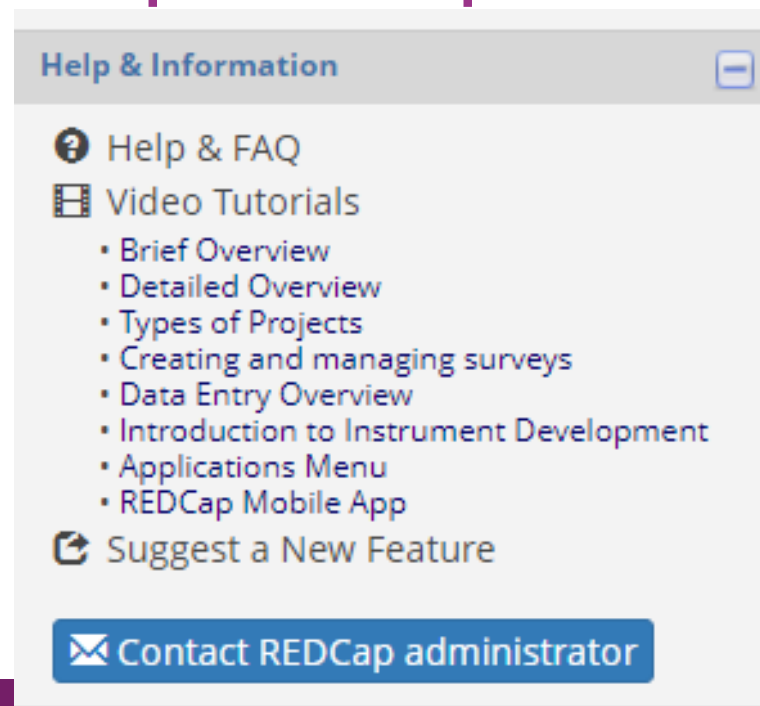 Help & Information
Help & FAQ
Video Tutorials
• Brief Overview
• Detailed Overview
• Types of Projects
• Creating and managing surveys
• Data Entry Overview
• Introduction to Instrument Development
• Applications Menu
• REDCap Mobile App
Suggest a New Feature
Contact REDCap administrator